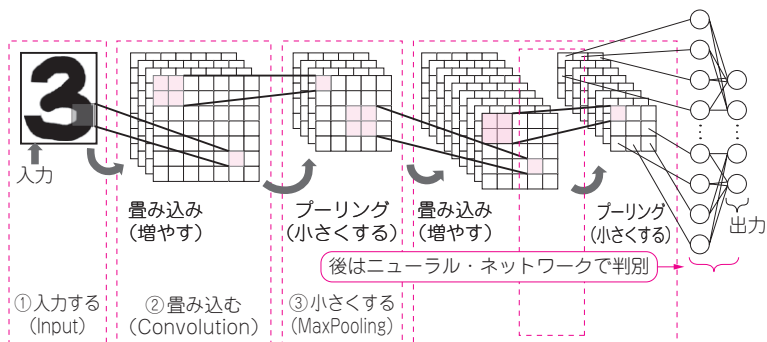 3
入力
畳み込み
(増やす)
プーリング
(小さくする)
畳み込み
(増やす)
プーリング
(小さくする)
出力
後はニューラル・ネットワークで判別
①入力する
(Input)
②畳み込む
(Convolution)
③小さくする
(MaxPooling)